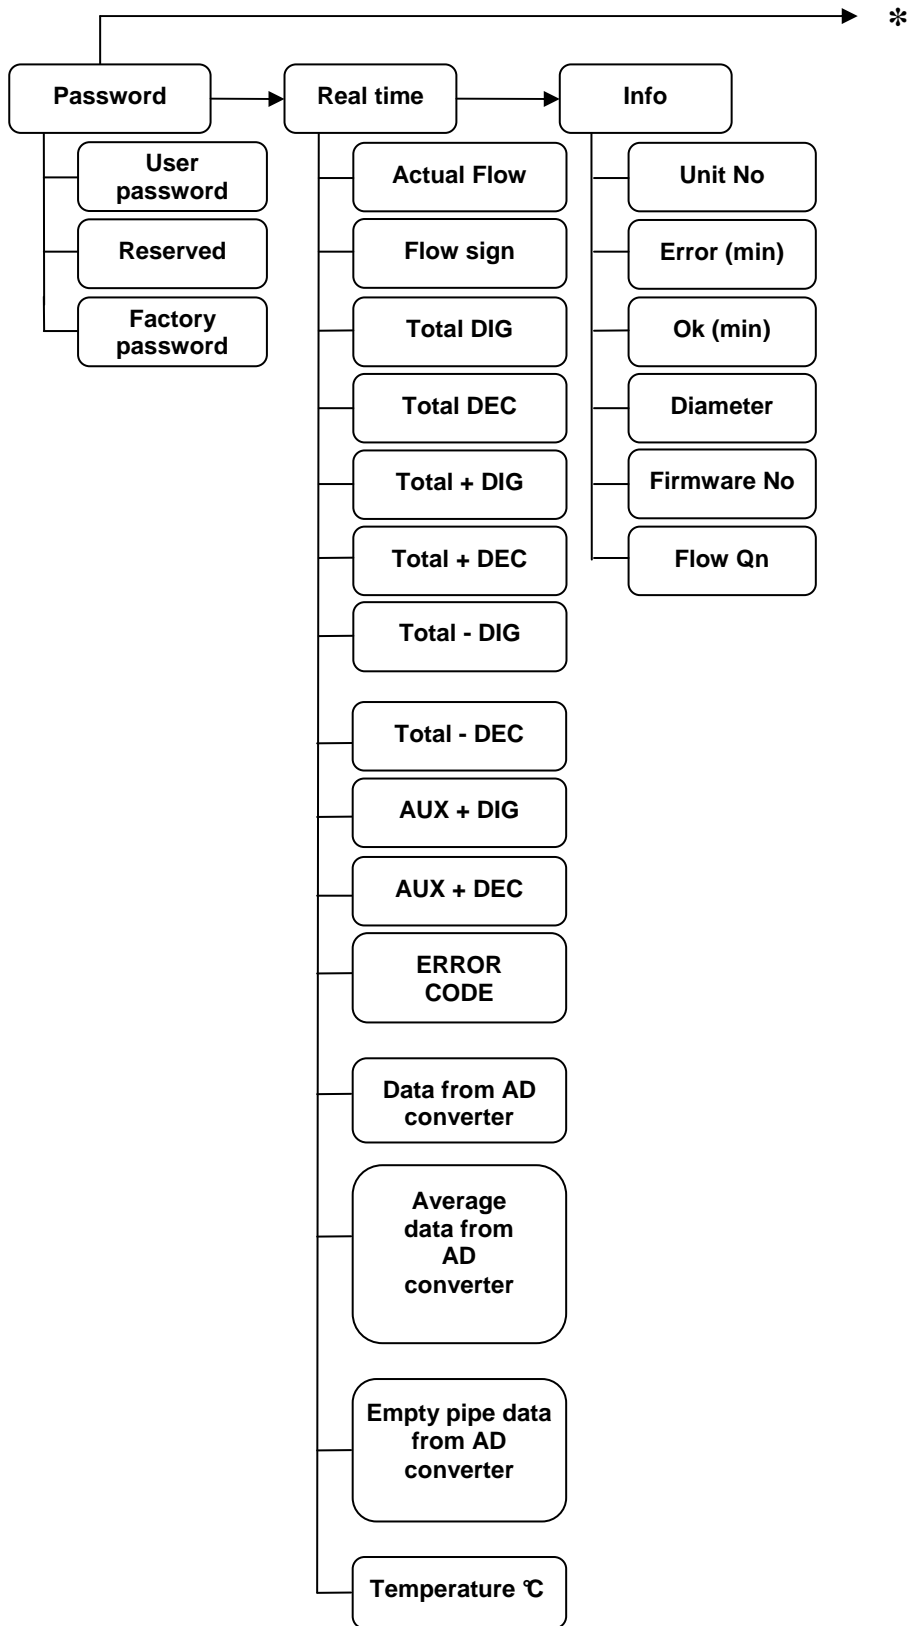 *
Password
Real time
Info
User
password
Reserved
Factory
password
Actual Flow
Flow sign
Total DIG
Total DEC
Total + DIG
Total + DEC
Total - DIG
Total - DEC
AUX + DIG
AUX + DEC
ERROR
CODE
Data from AD
converter
Average
data from
AD
converter
Empty pipe data
from AD
converter
Temperature °C
Unit No
Error (min)
Ok (min)
Diameter
Firmware No
Flow Qn